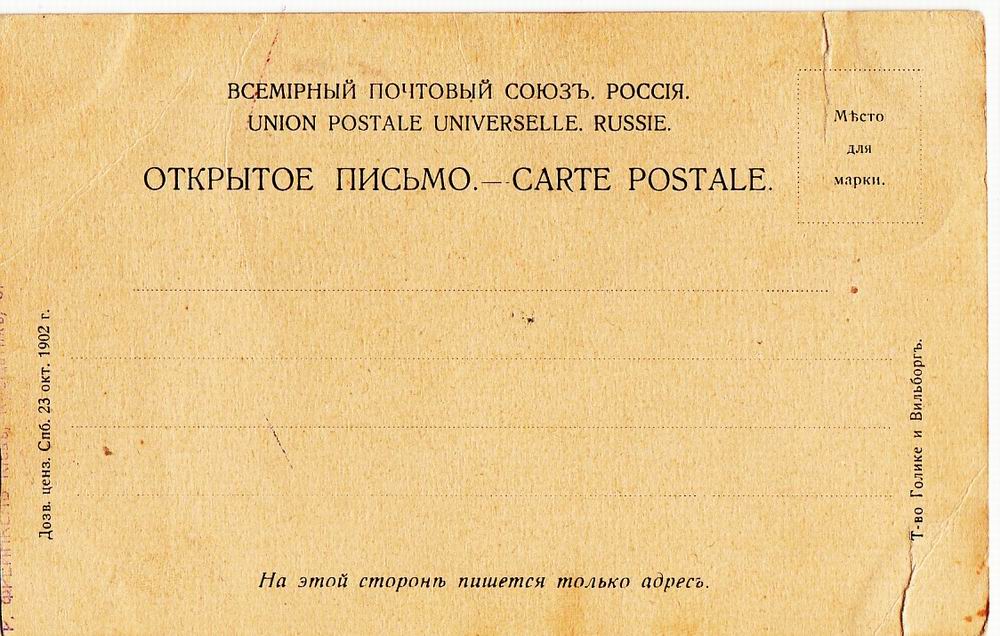 ВСЕМІРНЫЙ ПОЧТОВЫЙ СОЮЗЪ. РОССІЯ.
UNION POSTALE UNIVERSELLE. RUSSIE.
ОТКРЫТОЕ ПИСЬМО.—CARTE POSTALE.
Мѣсто
для
марки.
Дозв. ценз. Спб. 23 окт. 1902 г.
Т-во Голике и Вильборгъ.
На этой сторонѣ пишется только адресъ.